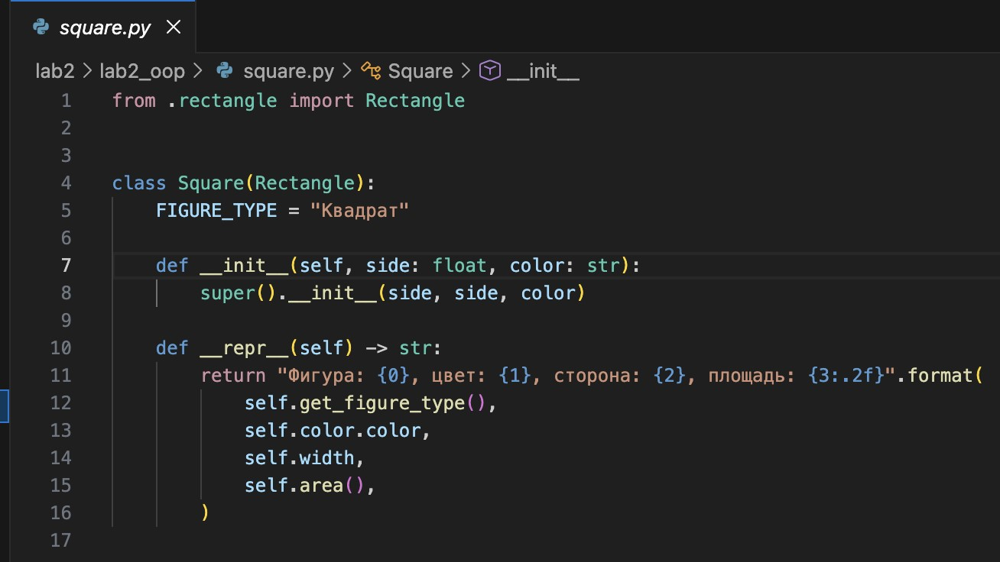 square.py
lab2 > lab2_oop > square.py > Square > __init__
1 from .rectangle import Rectangle
2
3
4 class Square(Rectangle):
5     FIGURE_TYPE = "Квадрат"
6
7     def __init__(self, side: float, color: str):
8         super().__init__(side, side, color)
9
10     def __repr__(self) -> str:
11         return "Фигура: {0}, цвет: {1}, сторона: {2}, площадь: {3:.2f}".format(
12             self.get_figure_type(),
13             self.color.color,
14             self.width,
15             self.area(),
16         )
17